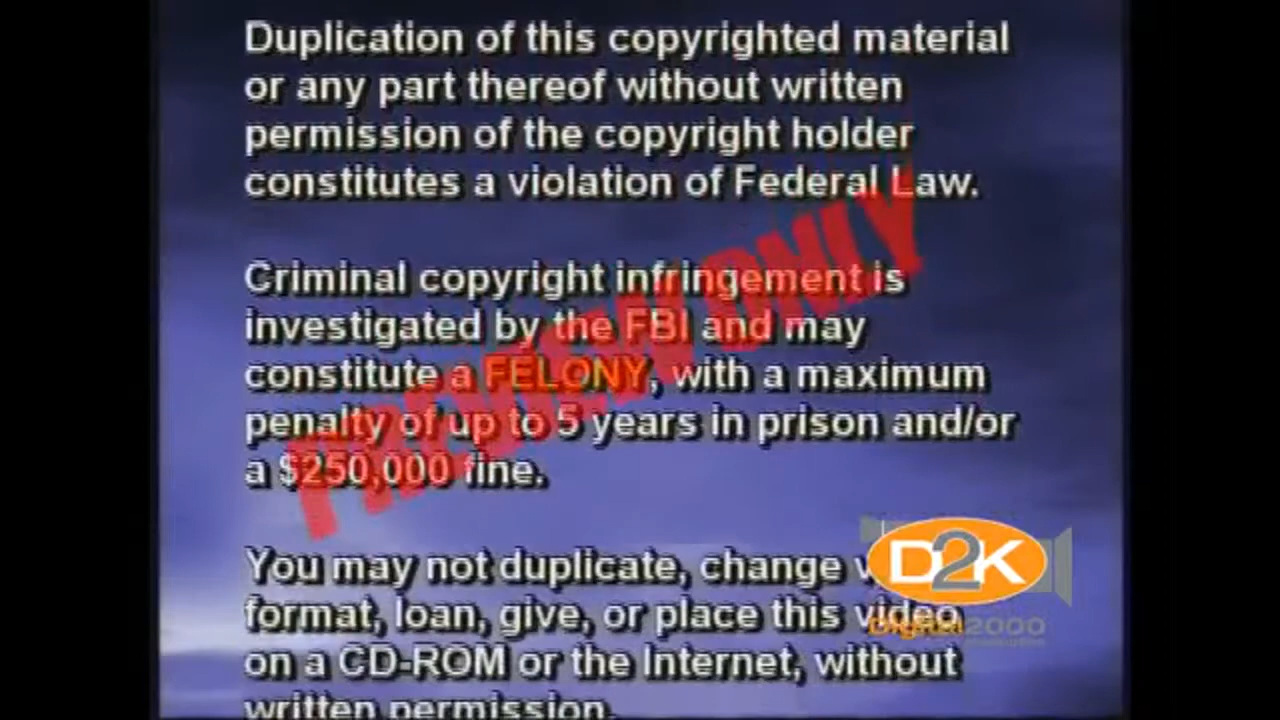 Duplication of this copyrighted material
or any part thereof without written
permission of the copyright holder
constitutes a violation of Federal Law.
Criminal copyright infringement is
investigated by the FBI and may
constitute a FELONY, with a maximum
penalty of up to 5 years in prison and/or
a $250,000 fine.
PREVIEW ONLY
You may not duplicate, change
format, loan, give, or place this video
on a CD-ROM or the Internet, without
written permission.
D2K
Digital2000